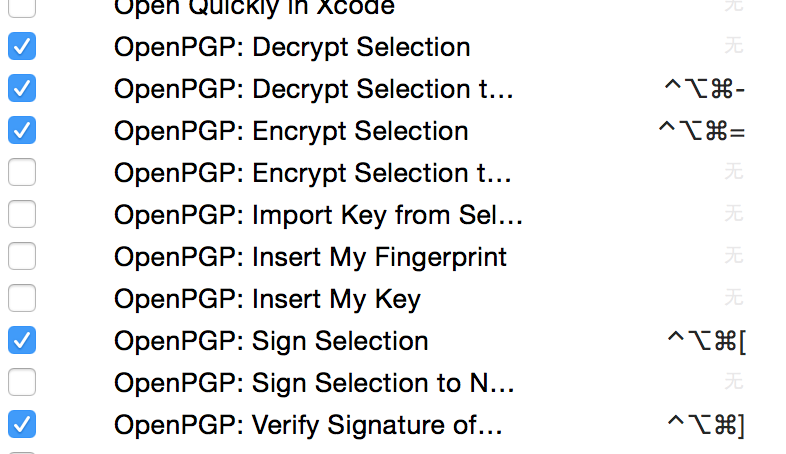 Open Quickly in Xcode 无
OpenPGP: Decrypt Selection 无
OpenPGP: Decrypt Selection t... ^⌥⌘-
OpenPGP: Encrypt Selection ^⌥⌘=
OpenPGP: Encrypt Selection t... 无
OpenPGP: Import Key from Sel... 无
OpenPGP: Insert My Fingerprint 无
OpenPGP: Insert My Key 无
OpenPGP: Sign Selection ^⌥⌘[
OpenPGP: Sign Selection to N... 无
OpenPGP: Verify Signature of... ^⌥⌘]